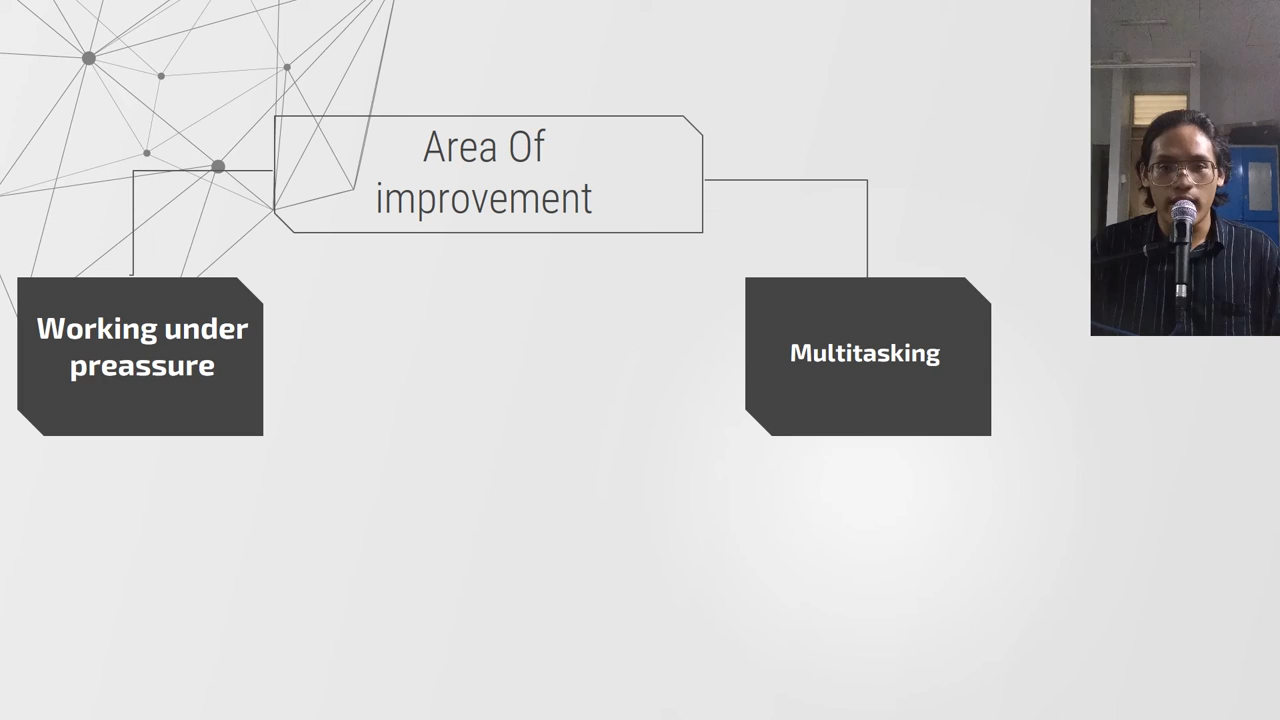 Area Of
improvement
Working under
preassure
Multitasking